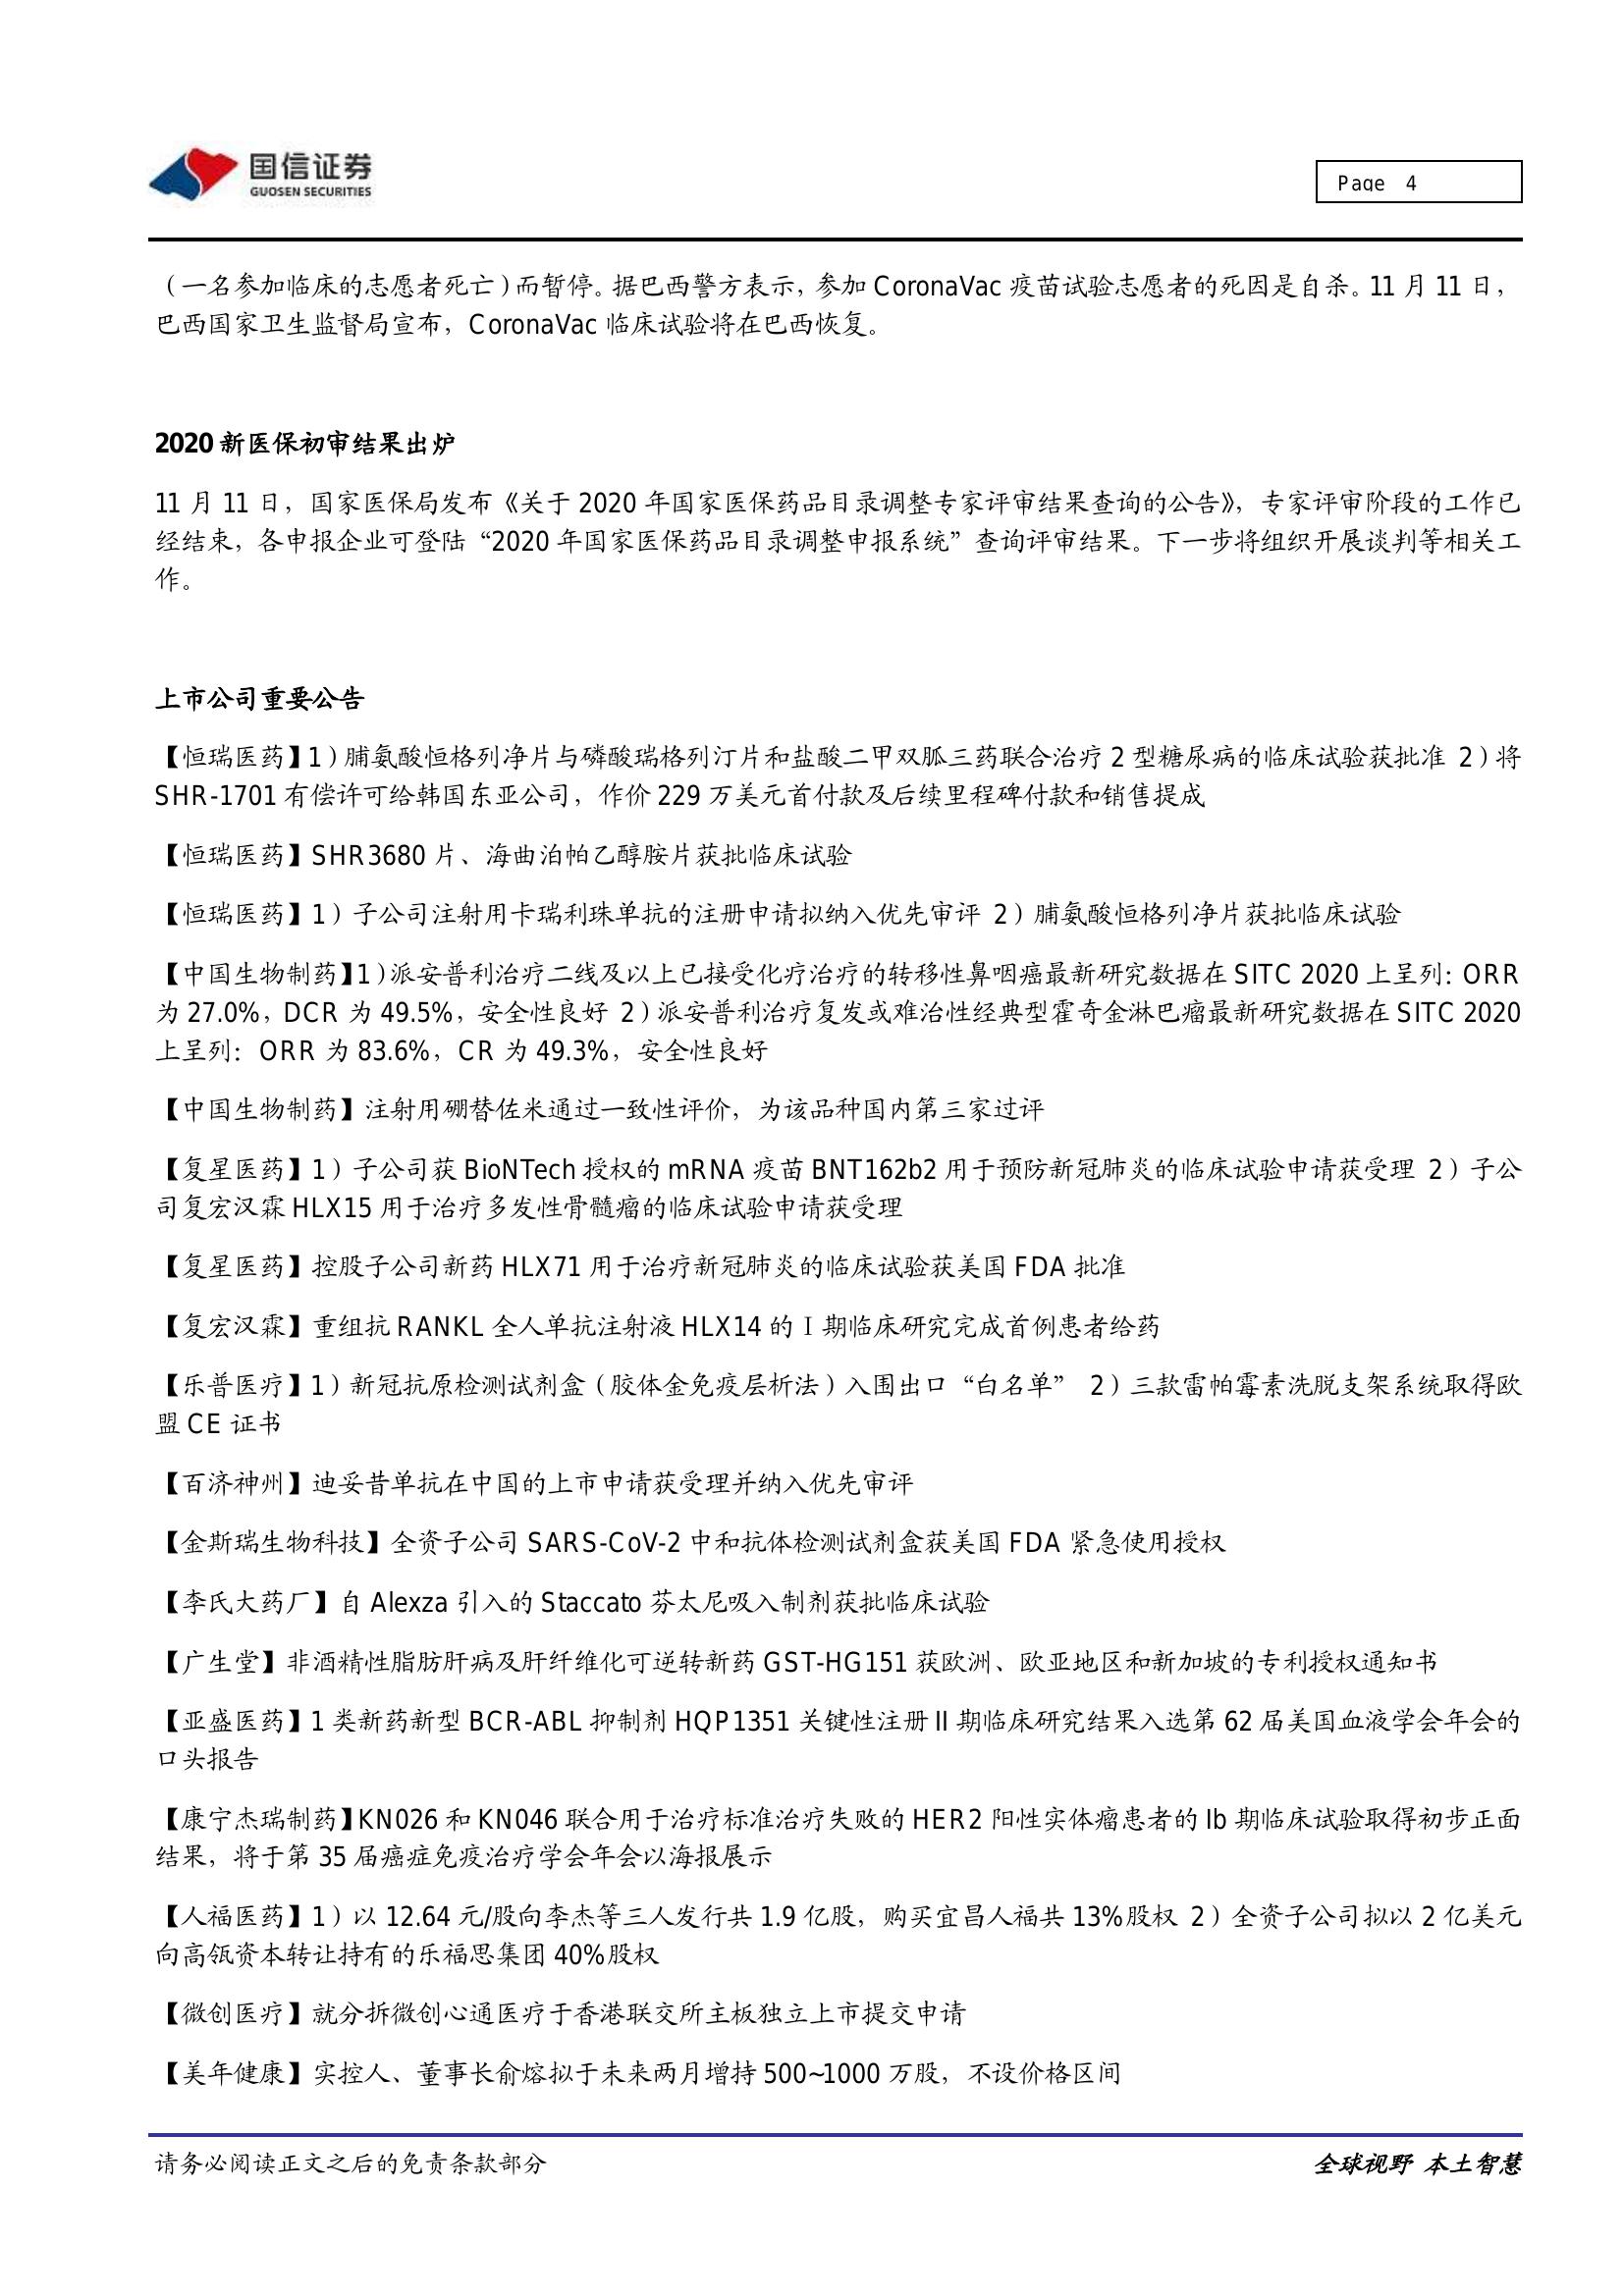 国信证券
GUOSEN SECURITIES
Page 4
（一名参加临床的志愿者死亡）而暂停。据巴西警方表示，参加 CoronaVac 疫苗试验志愿者的死因是自杀。11 月 11 日，
巴西国家卫生监督局宣布，CoronaVac 临床试验将在巴西恢复。
2020 新医保初审结果出炉
11 月 11 日，国家医保局发布《关于 2020 年国家医保药品目录调整专家评审结果查询的公告》，专家评审阶段的工作已
经结束，各申报企业可登陆“2020 年国家医保药品目录调整申报系统”查询评审结果。下一步将组织开展谈判等相关工
作。
上市公司重要公告
【恒瑞医药】1）脯氨酸恒格列净片与磷酸瑞格列汀片和盐酸二甲双胍三药联合治疗 2 型糖尿病的临床试验获批准 2）将
SHR-1701 有偿许可给韩国东亚公司，作价 229 万美元首付款及后续里程碑付款和销售提成
【恒瑞医药】SHR3680 片、海曲泊帕乙醇胺片获批临床试验
【恒瑞医药】1）子公司注射用卡瑞利珠单抗的注册申请拟纳入优先审评 2）脯氨酸恒格列净片获批临床试验
【中国生物制药】1）派安普利治疗二线及以上已接受化疗治疗的转移性鼻咽癌最新研究数据在 SITC 2020 上呈列：ORR
为 27.0%，DCR 为 49.5%，安全性良好 2）派安普利治疗复发或难治性经典型霍奇金淋巴瘤最新研究数据在 SITC 2020
上呈列：ORR 为 83.6%，CR 为 49.3%，安全性良好
【中国生物制药】注射用硼替佐米通过一致性评价，为该品种国内第三家过评
【复星医药】1）子公司获 BioNTech 授权的 mRNA 疫苗 BNT162b2 用于预防新冠肺炎的临床试验申请获受理 2）子公
司复宏汉霖 HLX15 用于治疗多发性骨髓瘤的临床试验申请获受理
【复星医药】控股子公司新药 HLX71 用于治疗新冠肺炎的临床试验获美国 FDA 批准
【复宏汉霖】重组抗 RANKL 全人单抗注射液 HLX14 的 I 期临床研究完成首例患者给药
【乐普医疗】1）新冠抗原检测试剂盒（胶体金免疫层析法）入围出口“白名单” 2）三款雷帕霉素洗脱支架系统取得欧
盟 CE 证书
【百济神州】迪妥昔单抗在中国的上市申请获受理并纳入优先审评
【金斯瑞生物科技】全资子公司 SARS-CoV-2 中和抗体检测试剂盒获美国 FDA 紧急使用授权
【李氏大药厂】自 Alexza 引入的 Staccato 芬太尼吸入制剂获批临床试验
【广生堂】非酒精性脂肪肝病及肝纤维化可逆转新药 GST-HG151 获欧洲、欧亚地区和新加坡的专利授权通知书
【亚盛医药】1 类新药新型 BCR-ABL 抑制剂 HQP1351 关键性注册 II 期临床研究结果入选第 62 届美国血液学会年会的
口头报告
【康宁杰瑞制药】KN026 和 KN046 联合用于治疗标准治疗失败的 HER2 阳性实体瘤患者的 Ib 期临床试验取得初步正面
结果，将于第 35 届癌症免疫治疗学会年会以海报展示
【人福医药】1）以 12.64 元/股向李杰等三人发行共 1.9 亿股，购买宜昌人福共 13%股权 2）全资子公司拟以 2 亿美元
向高瓴资本转让持有的乐福思集团 40%股权
【微创医疗】就分拆微创心通医疗于香港联交所主板独立上市提交申请
【美年健康】实控人、董事长俞熔拟于未来两月增持 500~1000 万股，不设价格区间
请务必阅读正文之后的免责条款部分
全球视野 本土智慧